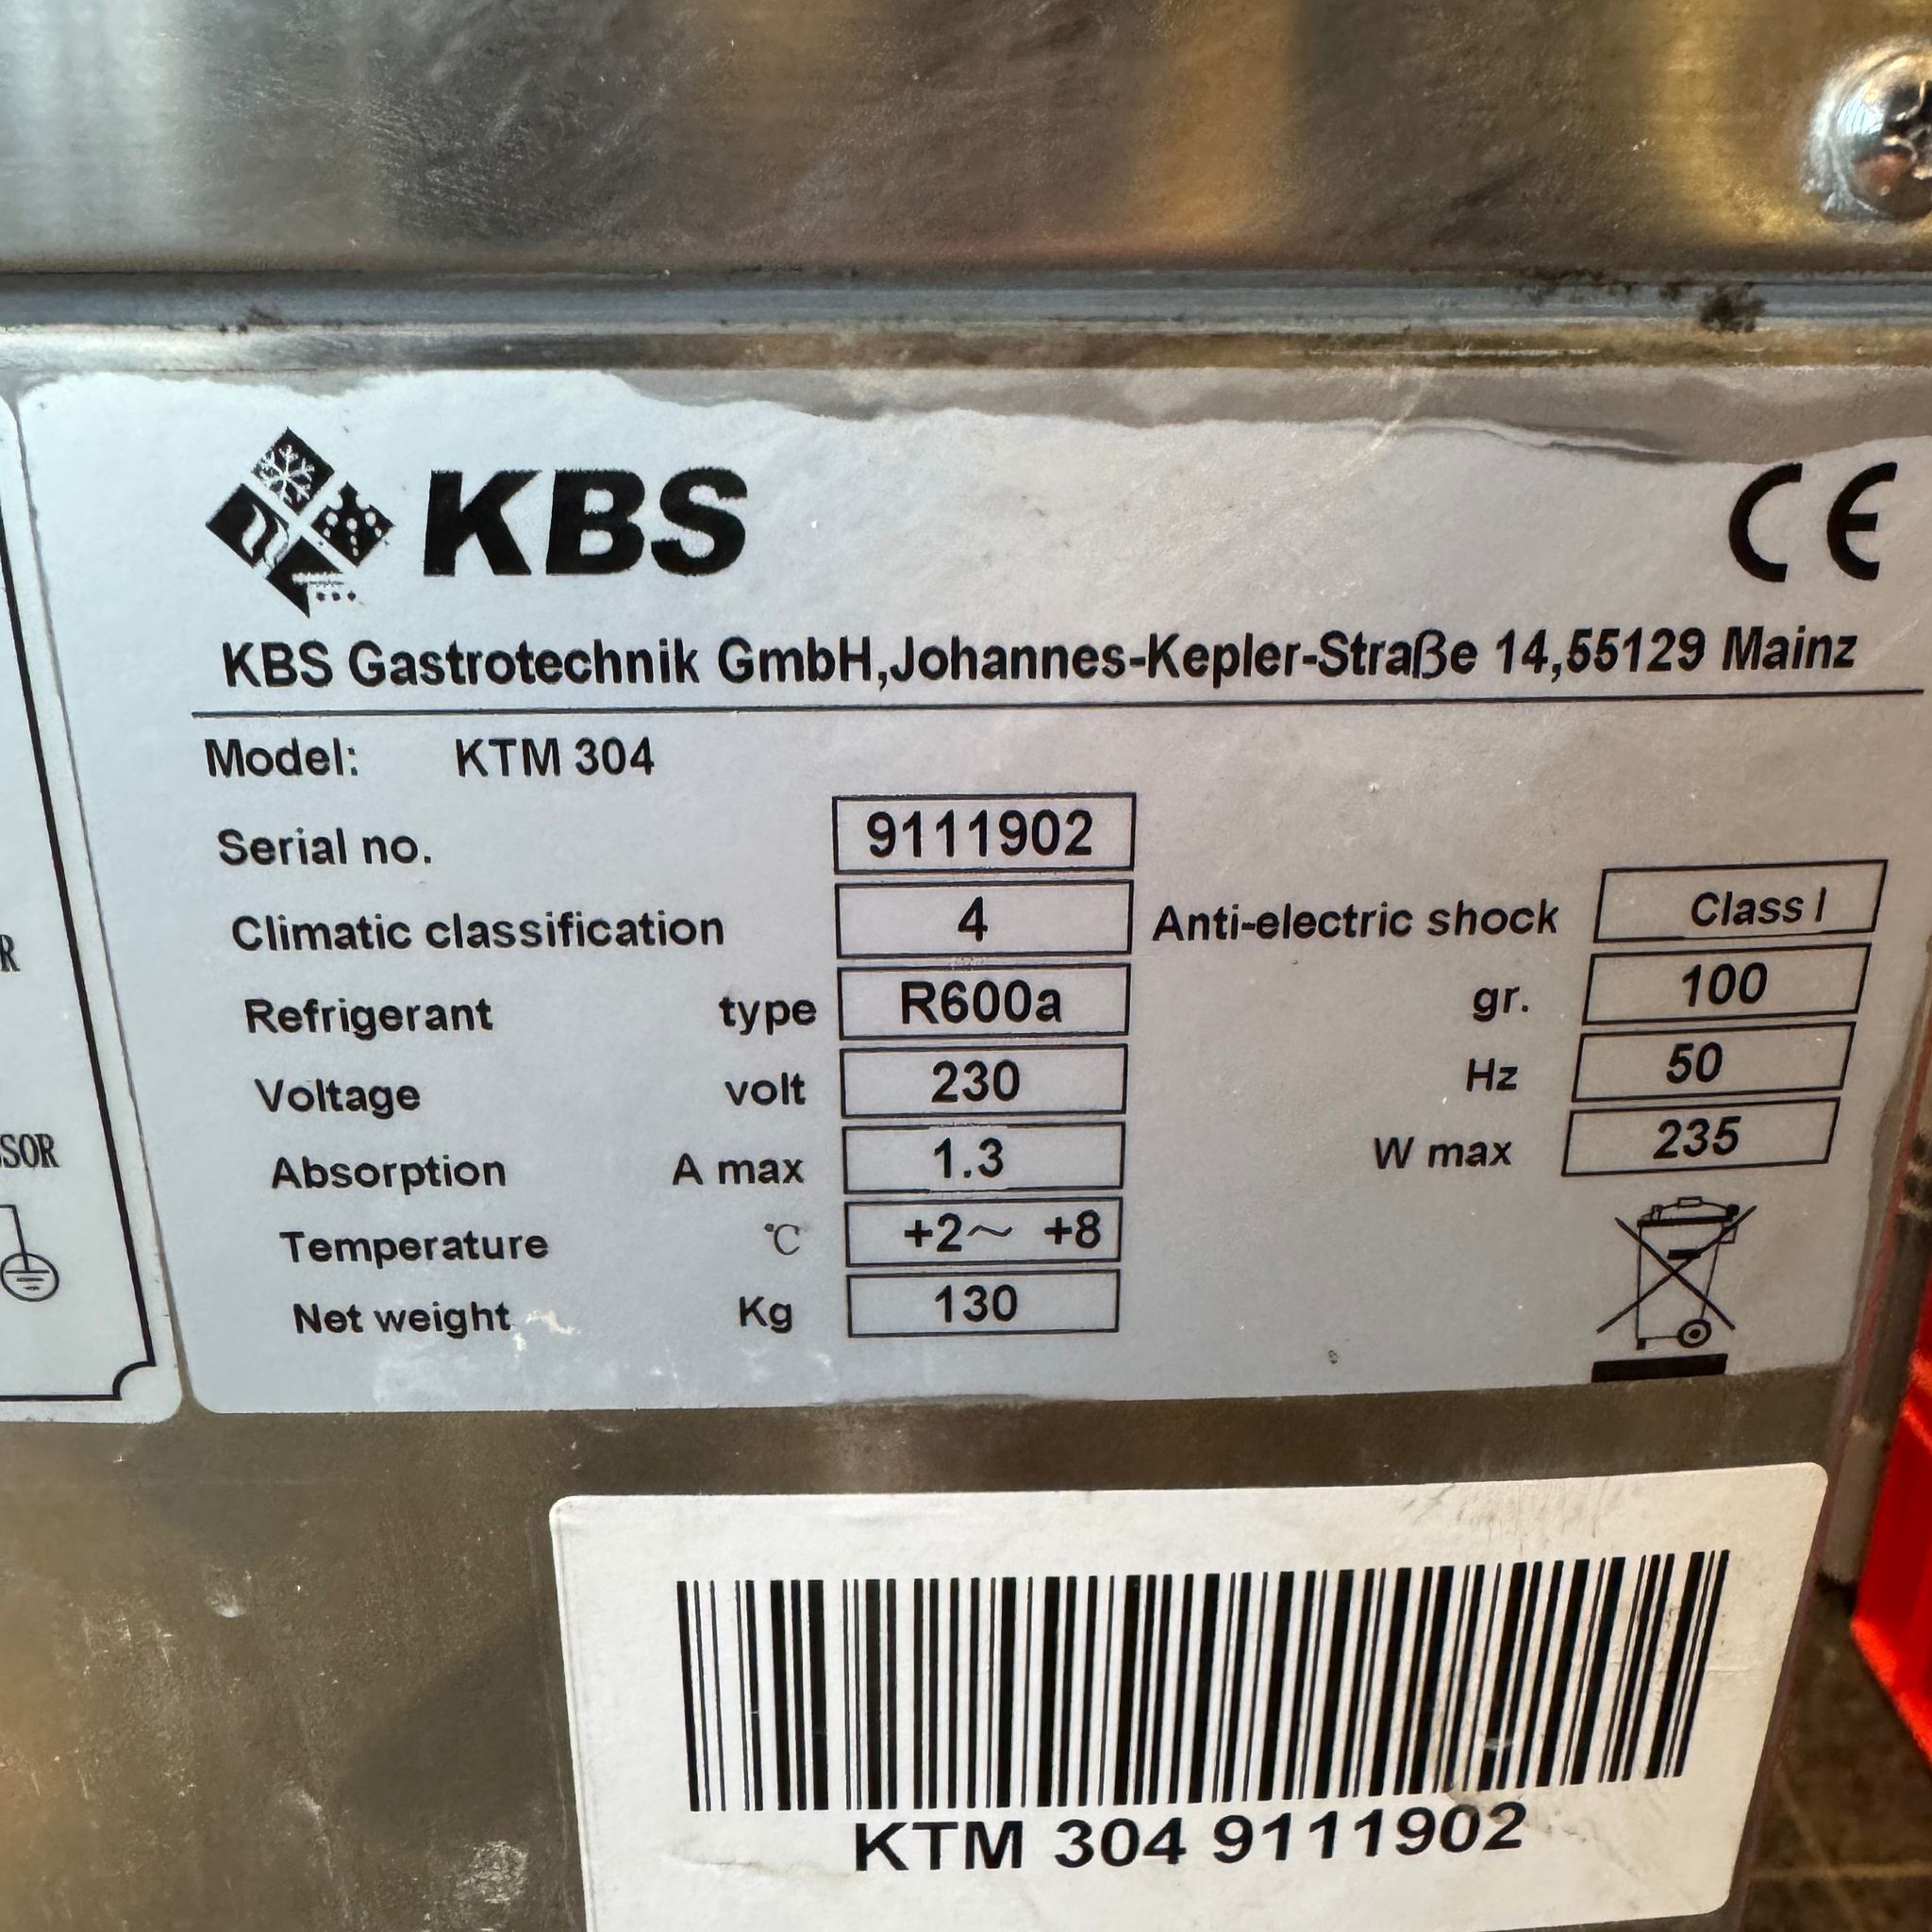 KBS
CE
KBS Gastrotechnik GmbH,Johannes-Kepler-Straße 14,55129 Mainz
Model: KTM 304
Serial no. 9111902
Climatic classification 4 Anti-electric shock Class I
Refrigerant type R600a gr. 100
Voltage volt 230 Hz 50
Absorption A max 1.3 W max 235
Temperature ℃ +2～ +8
Net weight Kg 130
R
SOR
KTM 304 9111902